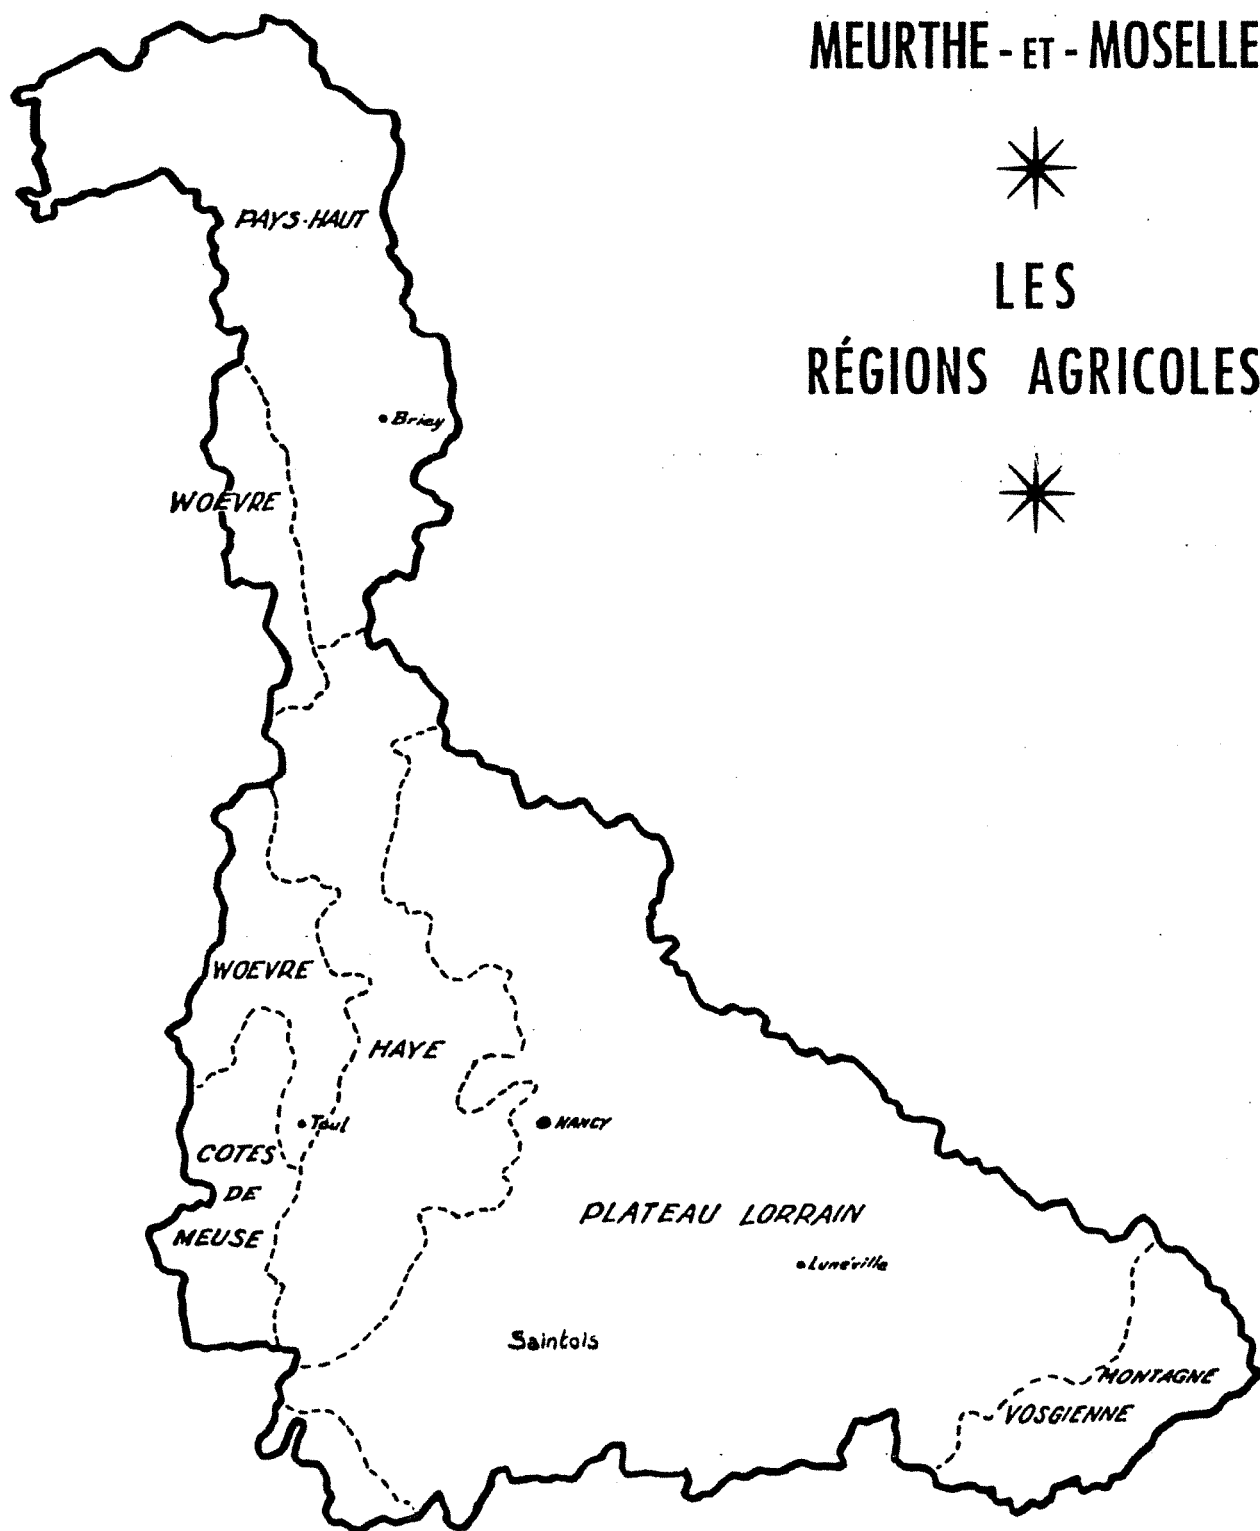 MEURTHE - ET - MOSELLE
LES
RÉGIONS AGRICOLES
PAYS-HAUT
Briey
WOEVRE
WOEVRE
HAYE
Toul
NANCY
COTES
DE
MEUSE
PLATEAU LORRAIN
Lunéville
Saintois
MONTAGNE
VOSGIENNE